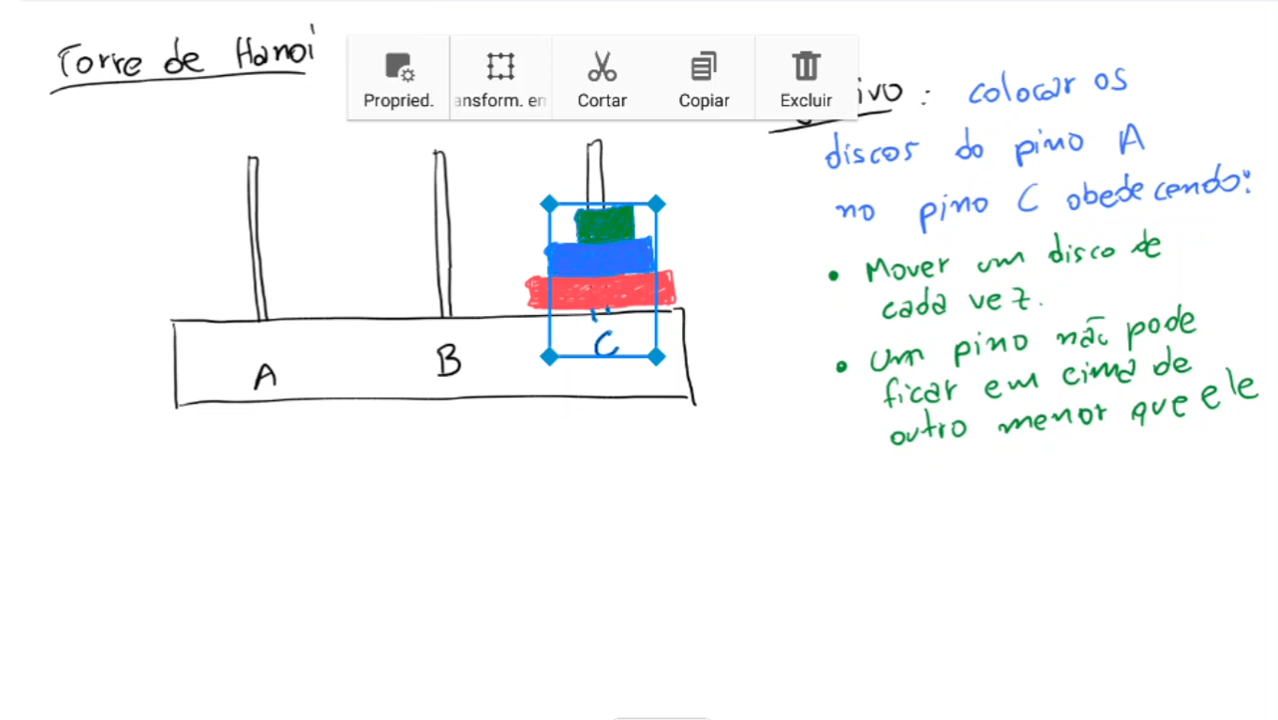 Torre de Hanoi
Propried.
ansform. en
Cortar
Copiar
Excluir
ivo : colocar os
discos do pino A
no pino C obedecendo:
• Mover um disco de
cada vez.
• Um pino não pode
ficar em cima de
outro menor que ele
A
B
C